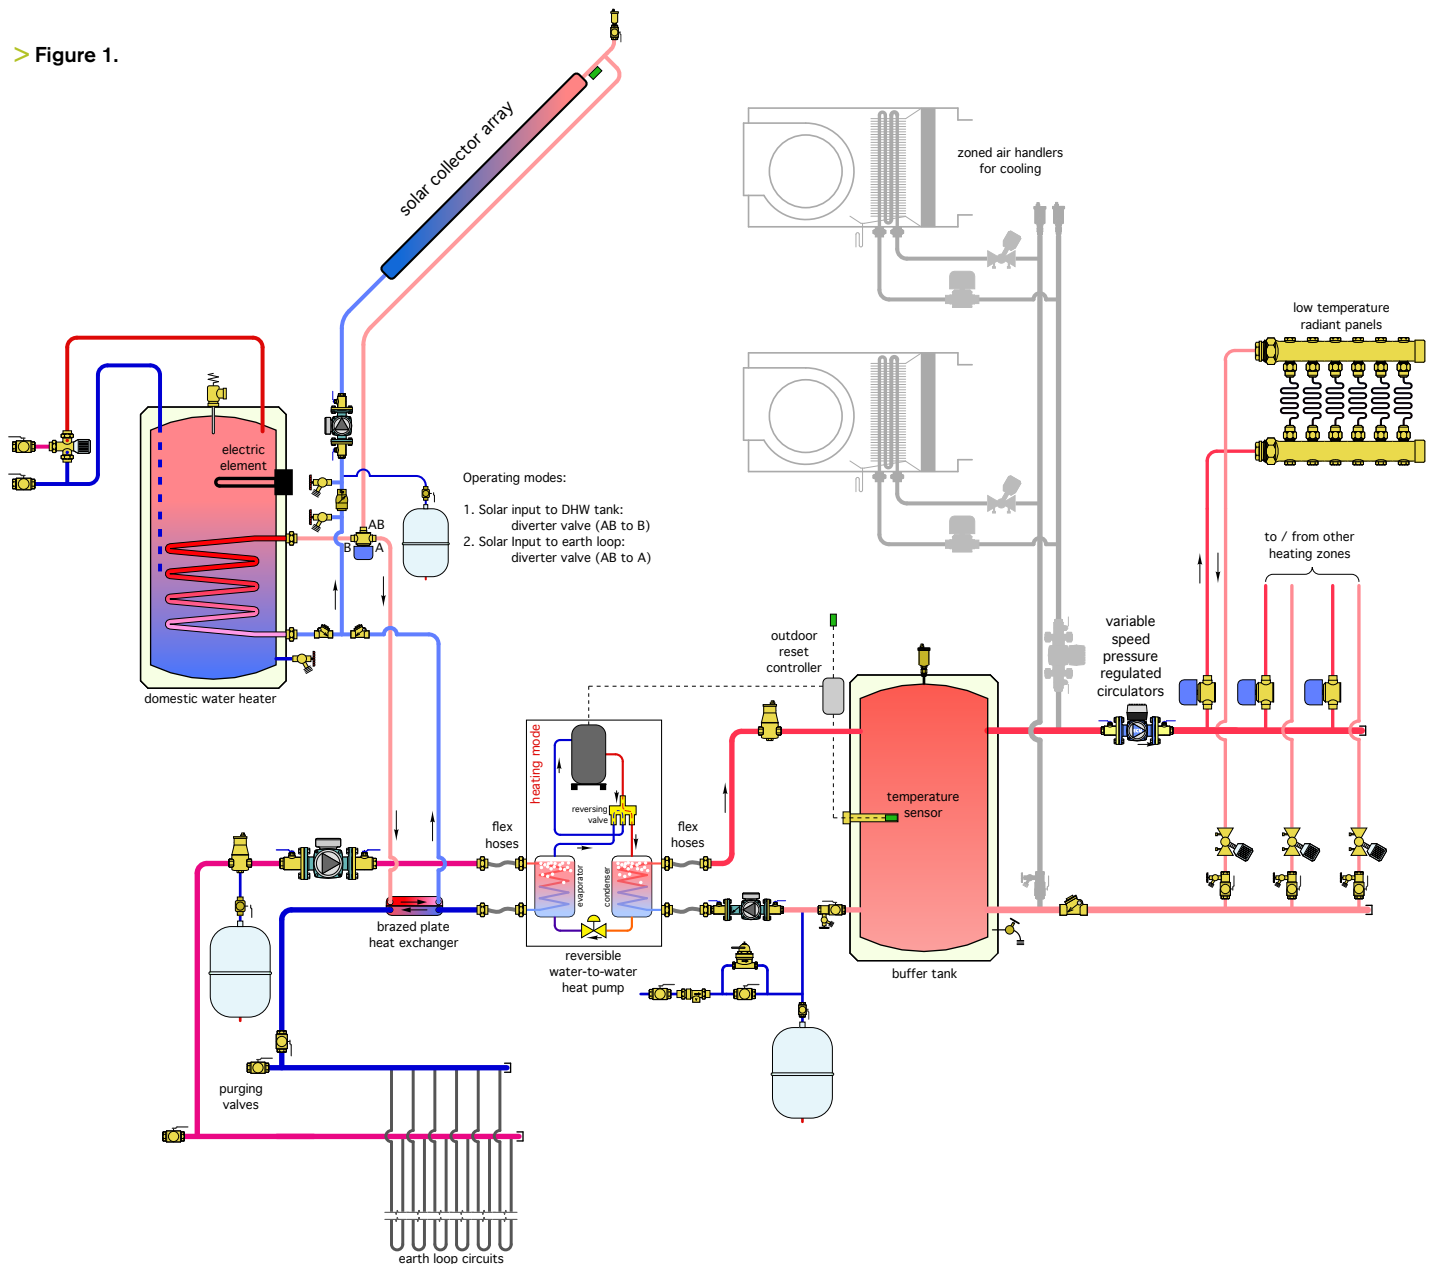 > Figure 1.
solar collector array
zoned air handlers
for cooling
low temperature
radiant panels
electric
element
Operating modes:
1. Solar input to DHW tank:
diverter valve (AB to B)
2. Solar Input to earth loop:
diverter valve (AB to A)
AB
B
A
to / from other
heating zones
domestic water heater
outdoor
reset
controller
variable
speed
pressure
regulated
circulators
heating mode
reversing
valve
temperature
sensor
flex
hoses
flex
hoses
evaporator
condenser
brazed plate
heat exchanger
reversible
water-to-water
heat pump
buffer tank
purging
valves
earth loop circuits